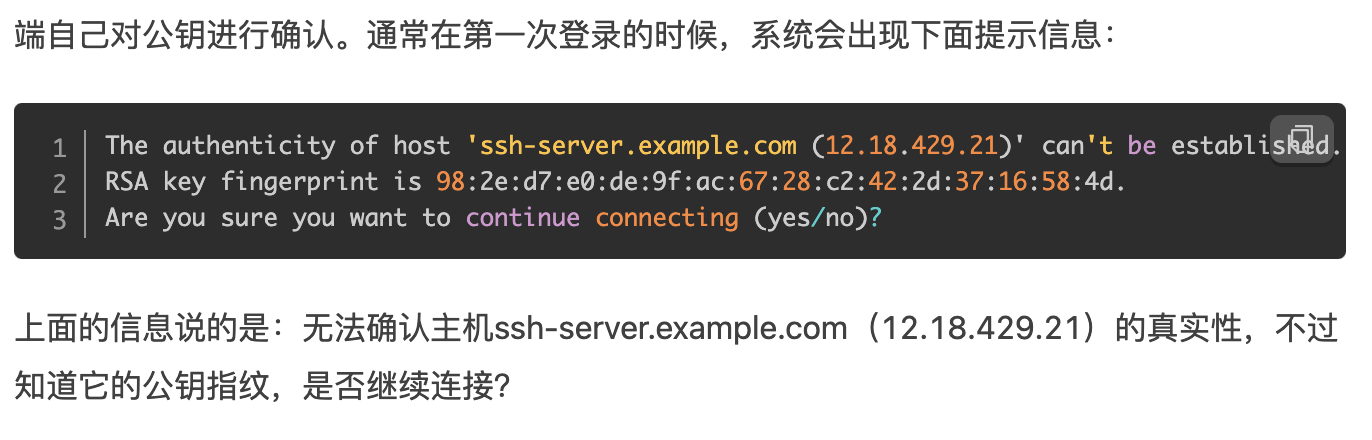 端自己对公钥进行确认。通常在第一次登录的时候，系统会出现下面提示信息：
1 The authenticity of host 'ssh-server.example.com (12.18.429.21)' can't be established.
2 RSA key fingerprint is 98:2e:d7:e0:de:9f:ac:67:28:c2:42:2d:37:16:58:4d.
3 Are you sure you want to continue connecting (yes/no)?
上面的信息说的是：无法确认主机ssh-server.example.com（12.18.429.21）的真实性，不过
知道它的公钥指纹，是否继续连接？